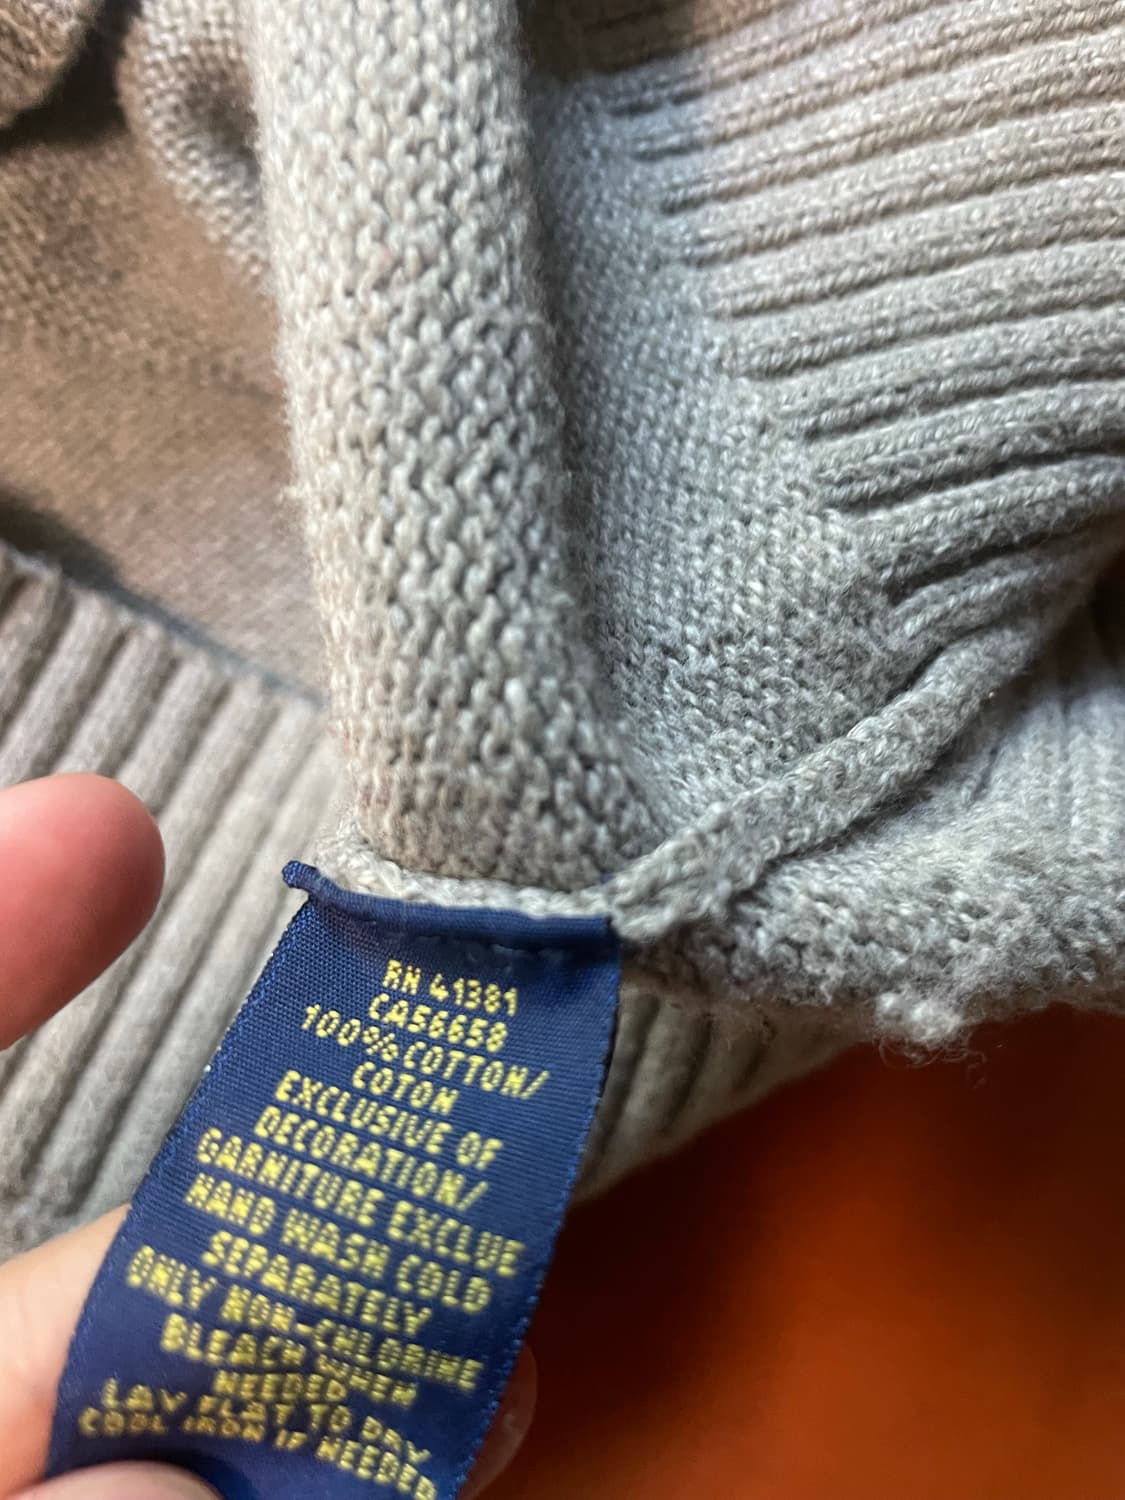 RN 41381
CA56658
100% COTTON/
COTON
EXCLUSIVE OF
DECORATION/
GARNITURE EXCLUE
HAND WASH COLD
SEPARATELY
ONLY NON-CHLORINE
BLEACH WHEN
NEEDED
LAY FLAT TO DRY
COOL IRON IF NEEDED